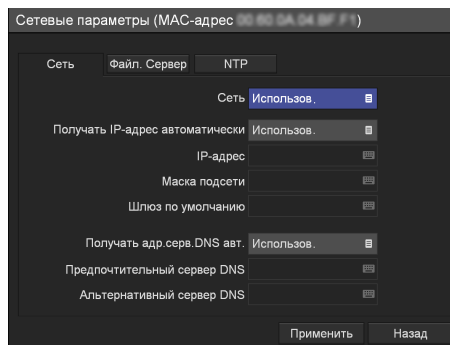 Сетевые параметры (MAC-адрес )
Сеть Файл. Сервер NTP
Сеть Использов.
Получать IP-адрес автоматически Использов.
IP-адрес
Маска подсети
Шлюз по умолчанию
Получать адр.серв.DNS авт. Использов.
Предпочтительный сервер DNS
Альтернативный сервер DNS
Применить Назад